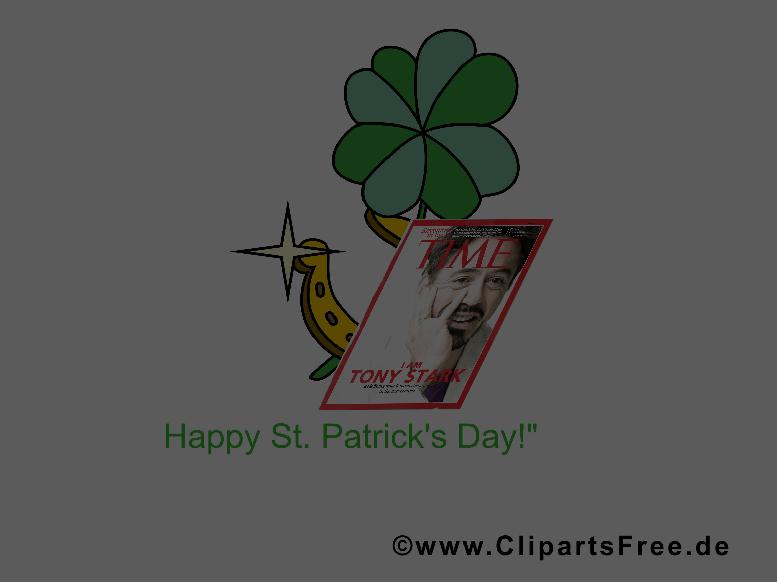 TIME
I AM
TONY STARK
Happy St. Patrick's Day!"
©www.ClipartsFree.de